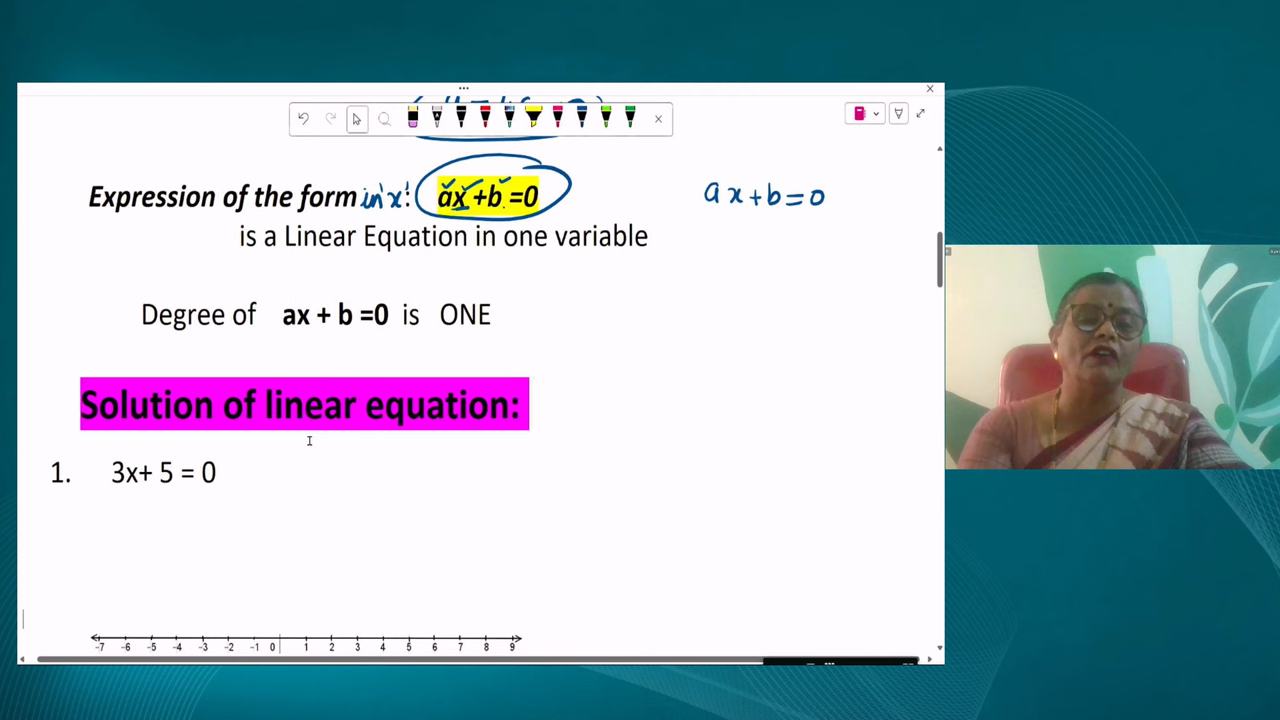 Expression of the form in 'x' : ax +b =0
ax+b=0
is a Linear Equation in one variable
Degree of ax + b =0 is ONE
Solution of linear equation:
1. 3x+ 5 = 0
-7 -6 -5 -4 -3 -2 -1 0 1 2 3 4 5 6 7 8 9